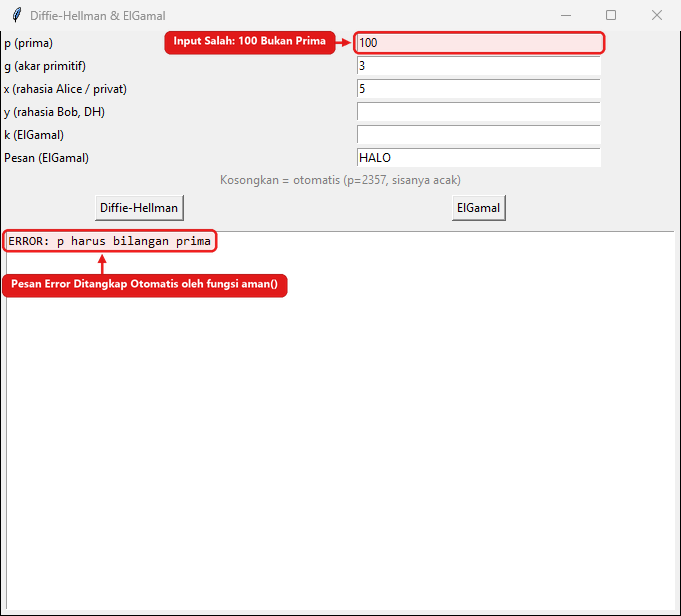 Diffie-Hellman & ElGamal
p (prima)
Input Salah: 100 Bukan Prima
100
g (akar primitif)
3
x (rahasia Alice / privat)
5
y (rahasia Bob, DH)
k (ElGamal)
Pesan (ElGamal)
HALO
Kosongkan = otomatis (p=2357, sisanya acak)
Diffie-Hellman
ElGamal
ERROR: p harus bilangan prima
Pesan Error Ditangkap Otomatis oleh fungsi aman()